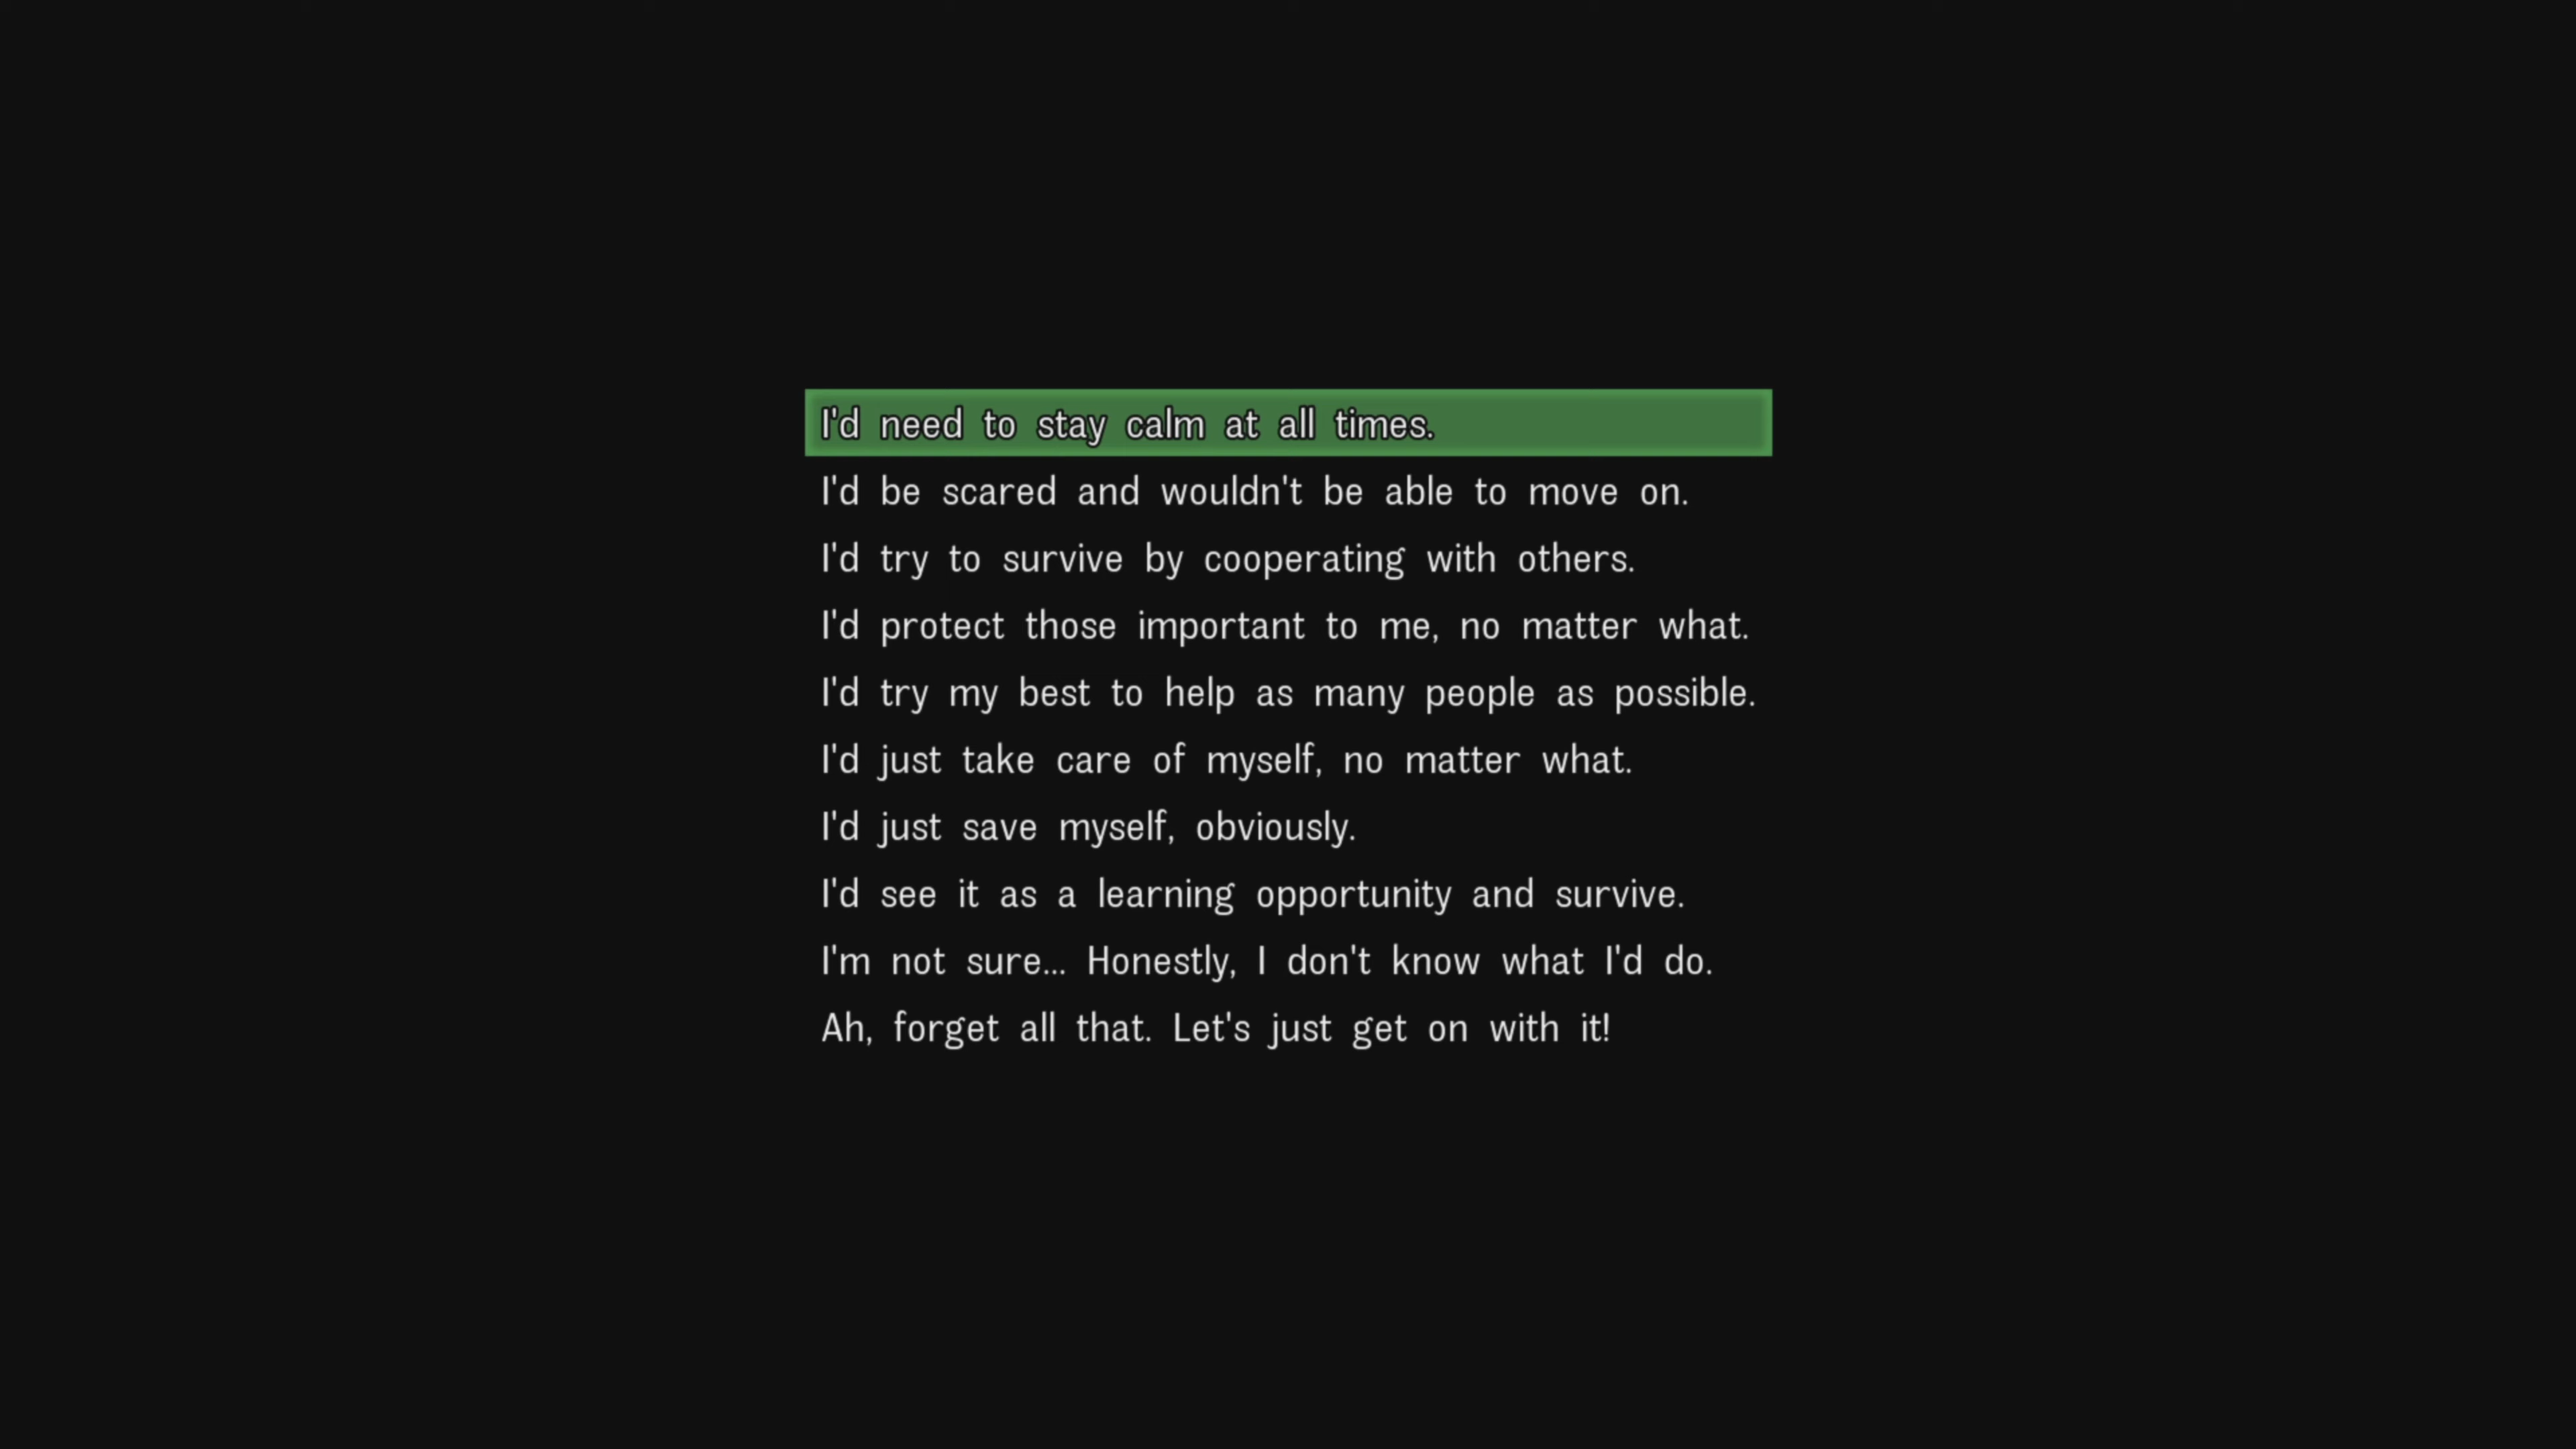 I'd need to stay calm at all times.
I'd be scared and wouldn't be able to move on.
I'd try to survive by cooperating with others.
I'd protect those important to me, no matter what.
I'd try my best to help as many people as possible.
I'd just take care of myself, no matter what.
I'd just save myself, obviously.
I'd see it as a learning opportunity and survive.
I'm not sure... Honestly, I don't know what I'd do.
Ah, forget all that. Let's just get on with it!